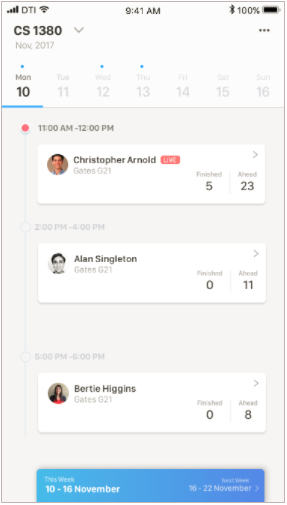 DTI 9:41 AM 100%
CS 1380
Nov, 2017
Mon Tue Wed Thu Fri Sat Sun
10 11 12 13 14 15 16
11:00 AM -12:00 PM
Christopher Arnold LIVE
Gates G21
Finished Ahead
5 23
2:00 PM -4:00 PM
Alan Singleton
Gates G21
Finished Ahead
0 11
5:00 PM -6:00 PM
Bertie Higgins
Gates G21
Finished Ahead
0 8
This Week Next Week
10 - 16 November 16 - 22 November